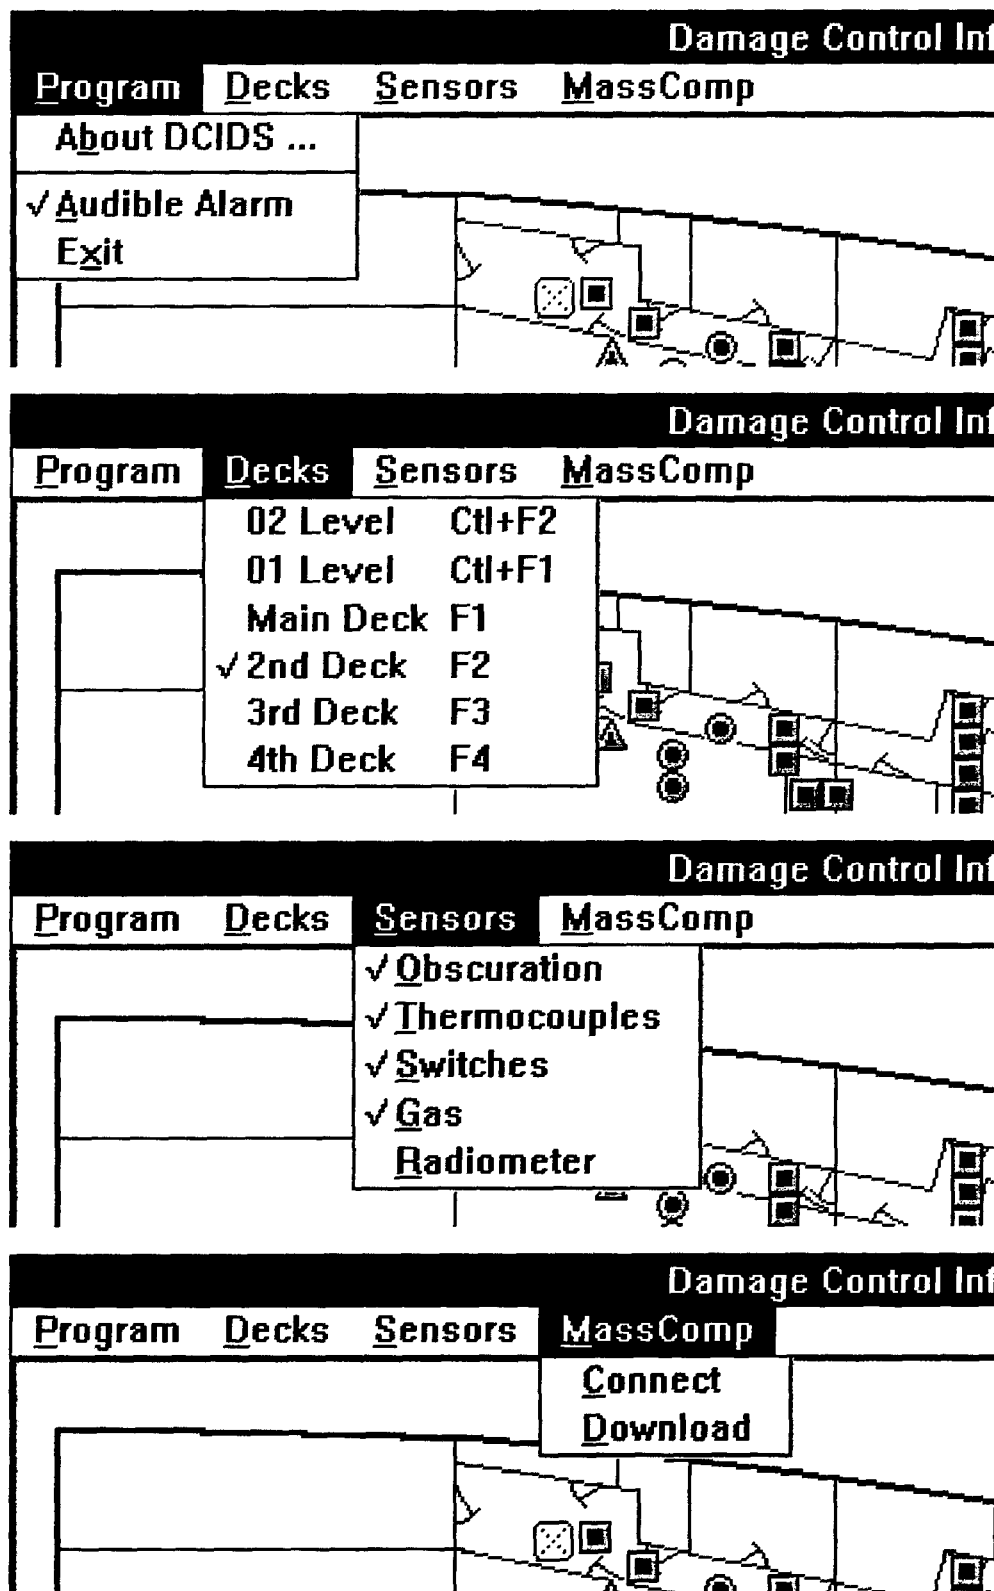 Damage Control Inf
Program Decks Sensors MassComp
About DCIDS ...
√ Audible Alarm
Exit
Damage Control Inf
Program Decks Sensors MassComp
02 Level Ctl+F2
01 Level Ctl+F1
Main Deck F1
√ 2nd Deck F2
3rd Deck F3
4th Deck F4
Damage Control Inf
Program Decks Sensors MassComp
√ Obscuration
√ Thermocouples
√ Switches
√ Gas
Radiometer
Damage Control Inf
Program Decks Sensors MassComp
Connect
Download